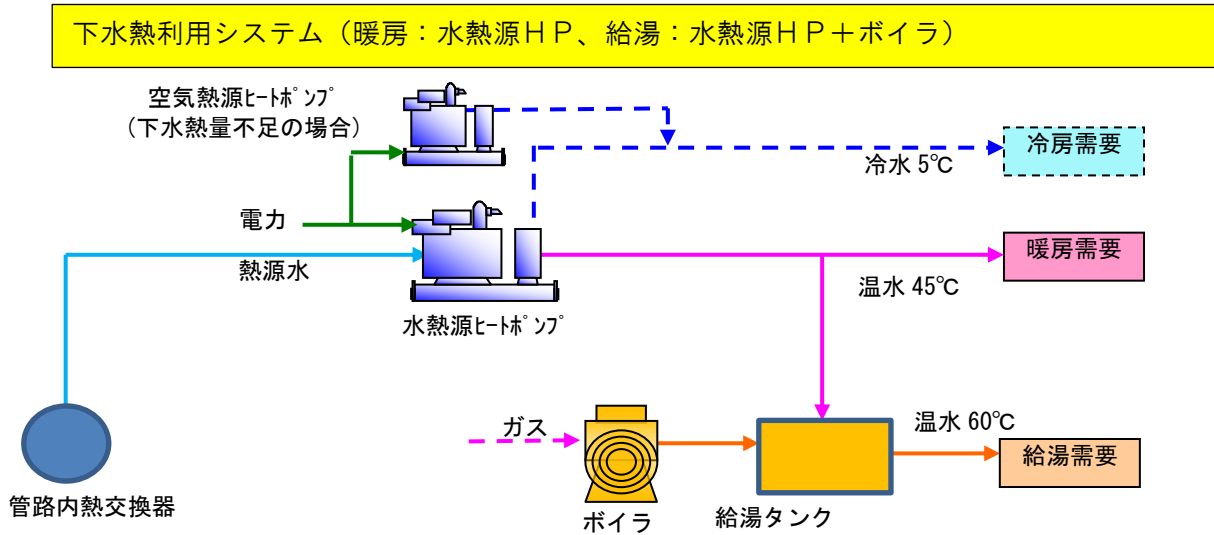 下水熱利用システム（暖房：水熱源ＨＰ、給湯：水熱源ＨＰ＋ボイラ）
空気熱源ﾋｰﾄﾎﾟﾝﾌﾟ
（下水熱量不足の場合）
冷房需要
冷水 5℃
電力
熱源水
暖房需要
温水 45℃
水熱源ﾋｰﾄﾎﾟﾝﾌﾟ
ガス
温水 60℃
給湯需要
管路内熱交換器
ボイラ
給湯タンク